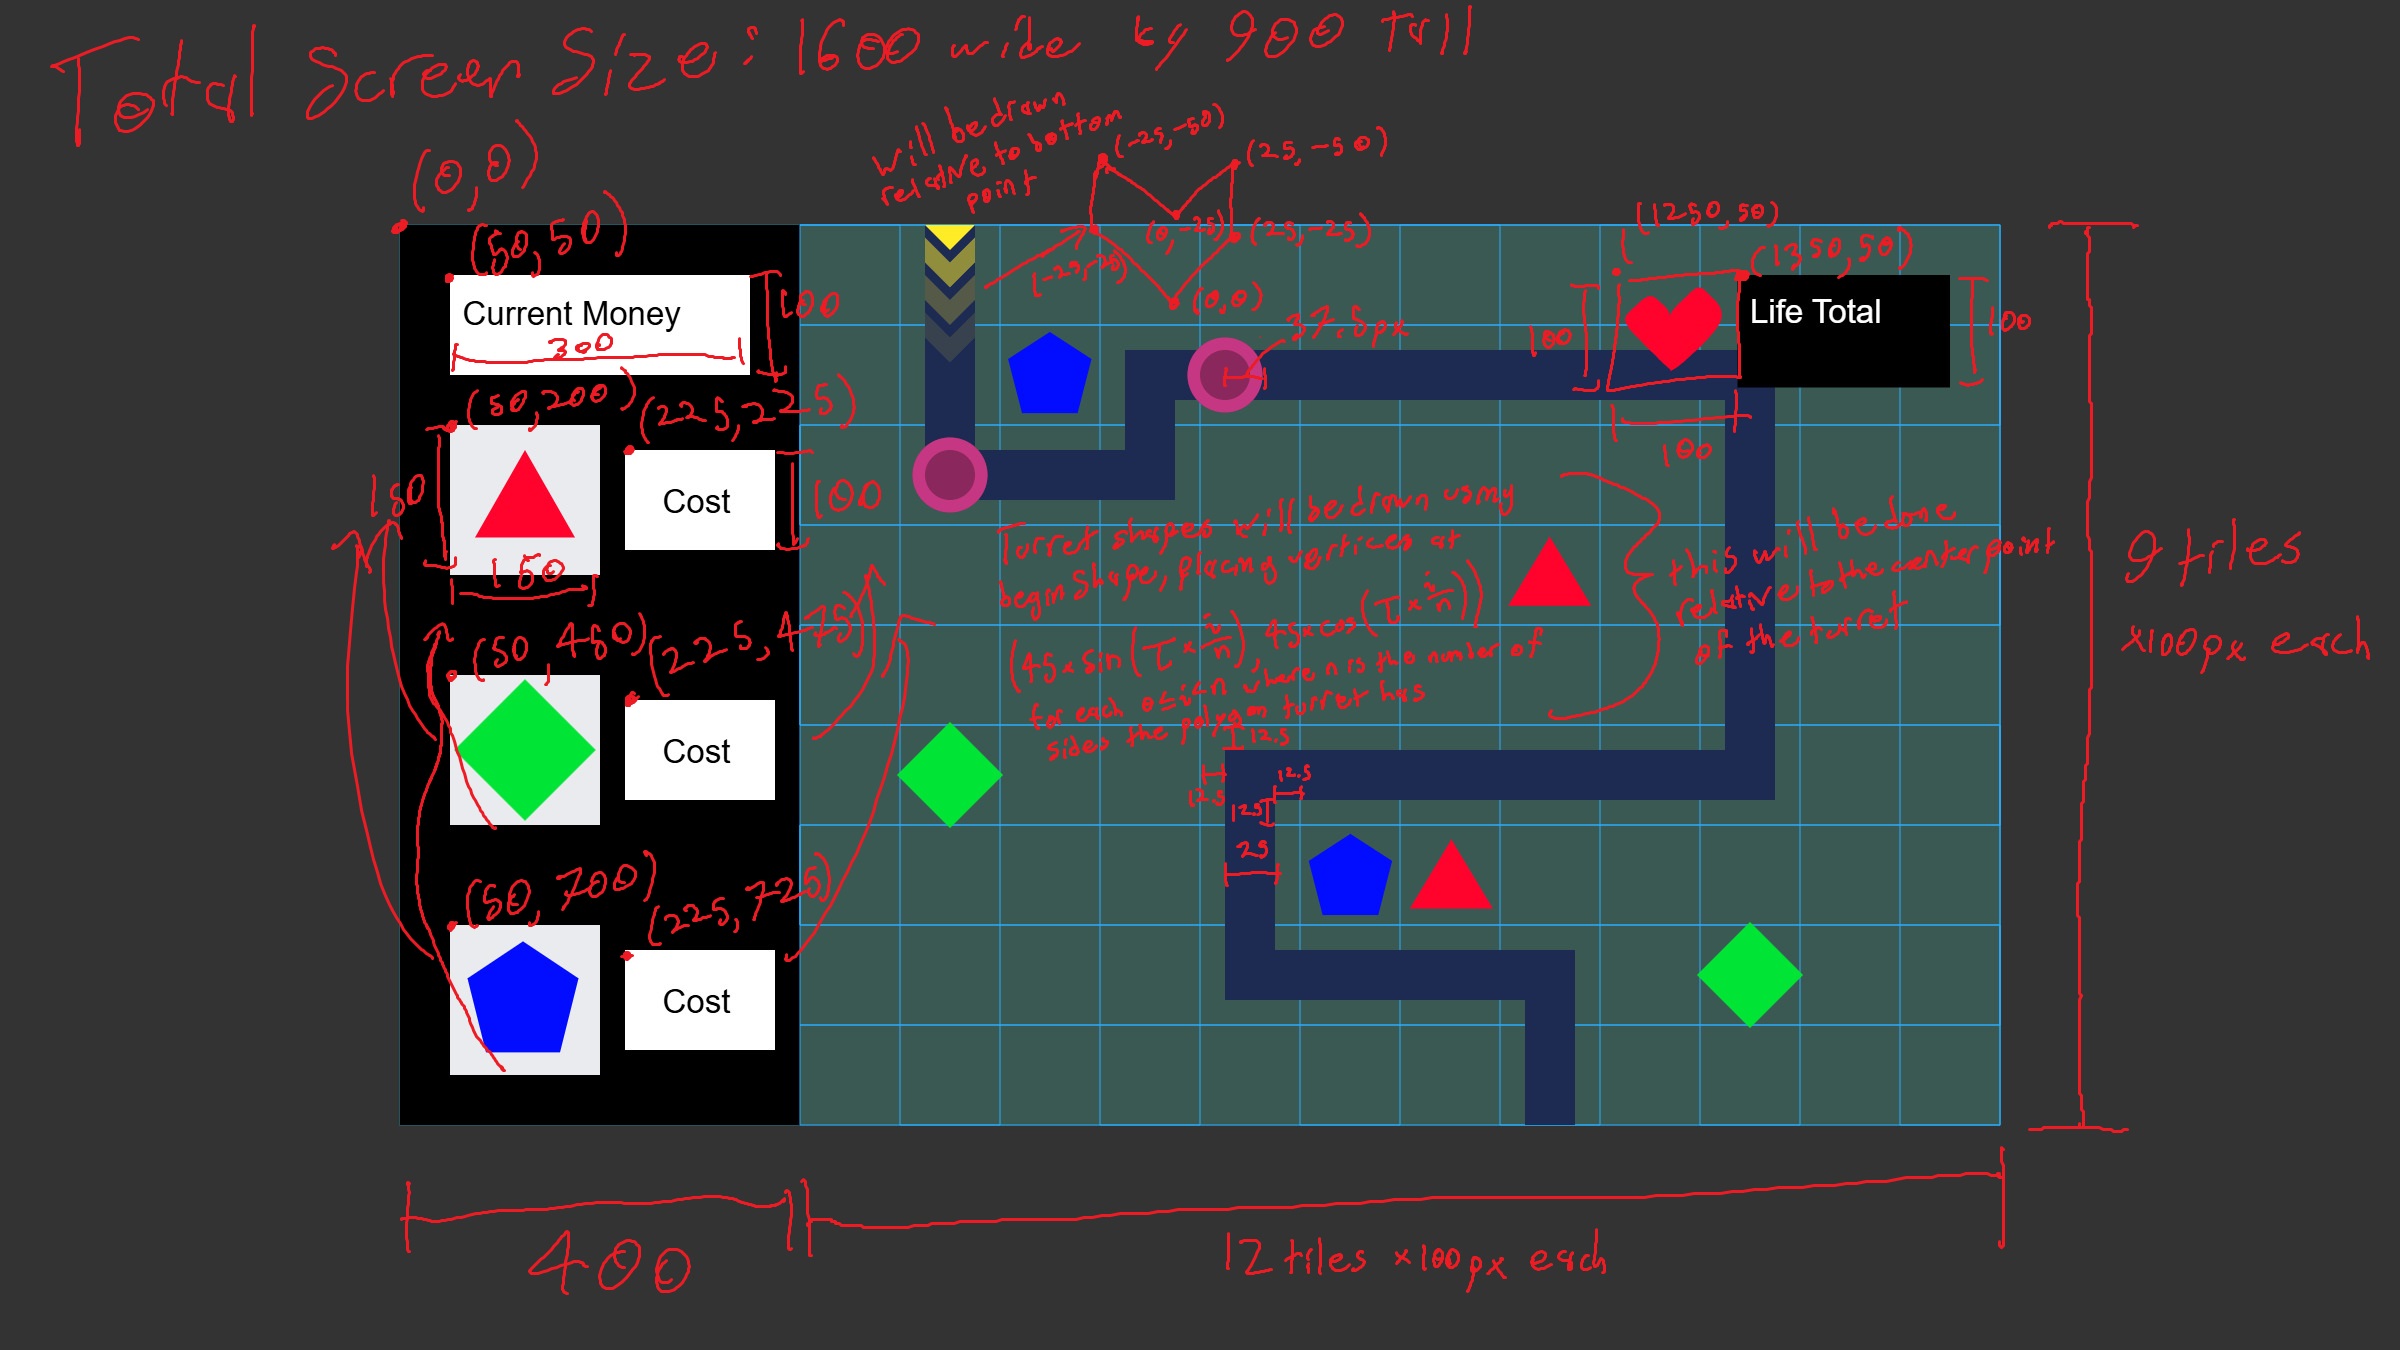 Total Screen Size: 1600 wide by 900 tall
(0,0)
will be drawn
relative to bottom
point
(-25,-50)
(25,-50)
(0,-25)
(25,-25)
(-25,-25)
(0,0)
(50,50)
Current Money
300
100
37.5px
(1250,50)
(1350,50)
Life Total
100
100
100
(50,200)
(225,225)
150
150
Cost
100
Turret shapes will be drawn using
beginShape, placing vertices at
(45×sin(τ×i/n), 45×cos(τ×i/n))
for each 0≤i<n where n is the number of
sides the polygon turret has
this will be done
relative to the center point
of the turret
9 tiles
×100px each
(50,450)
(225,475)
Cost
12.5
12.5
12.5
12.5
25
(50,700)
(225,725)
Cost
400
12 tiles ×100px each